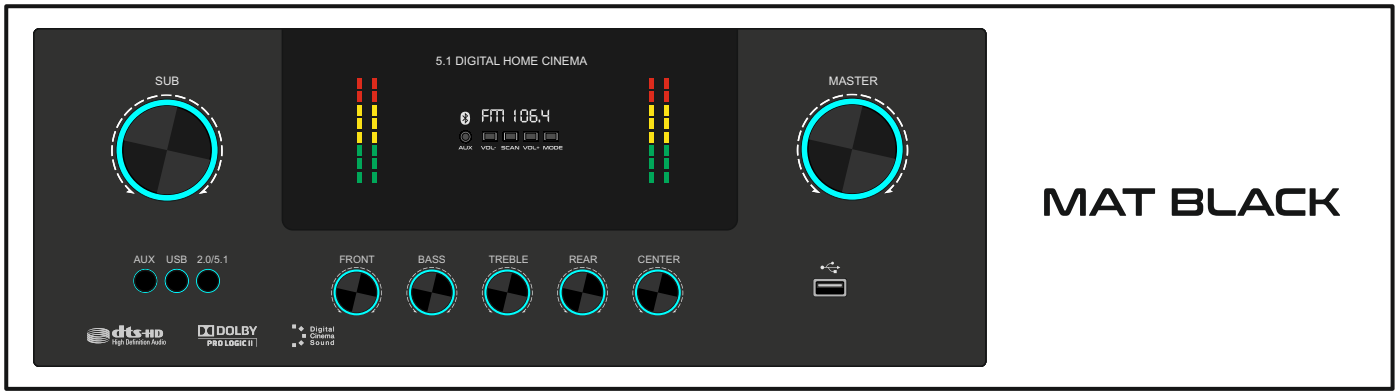 5.1 DIGITAL HOME CINEMA
SUB
MASTER
FM 106.4
AUX VOL- SCAN VOL+ MODE
MAT BLACK
AUX USB 2.0/5.1
FRONT BASS TREBLE REAR CENTER
dts-HD
High Definition Audio
DOLBY
PRO LOGIC II
Digital
Cinema
Sound